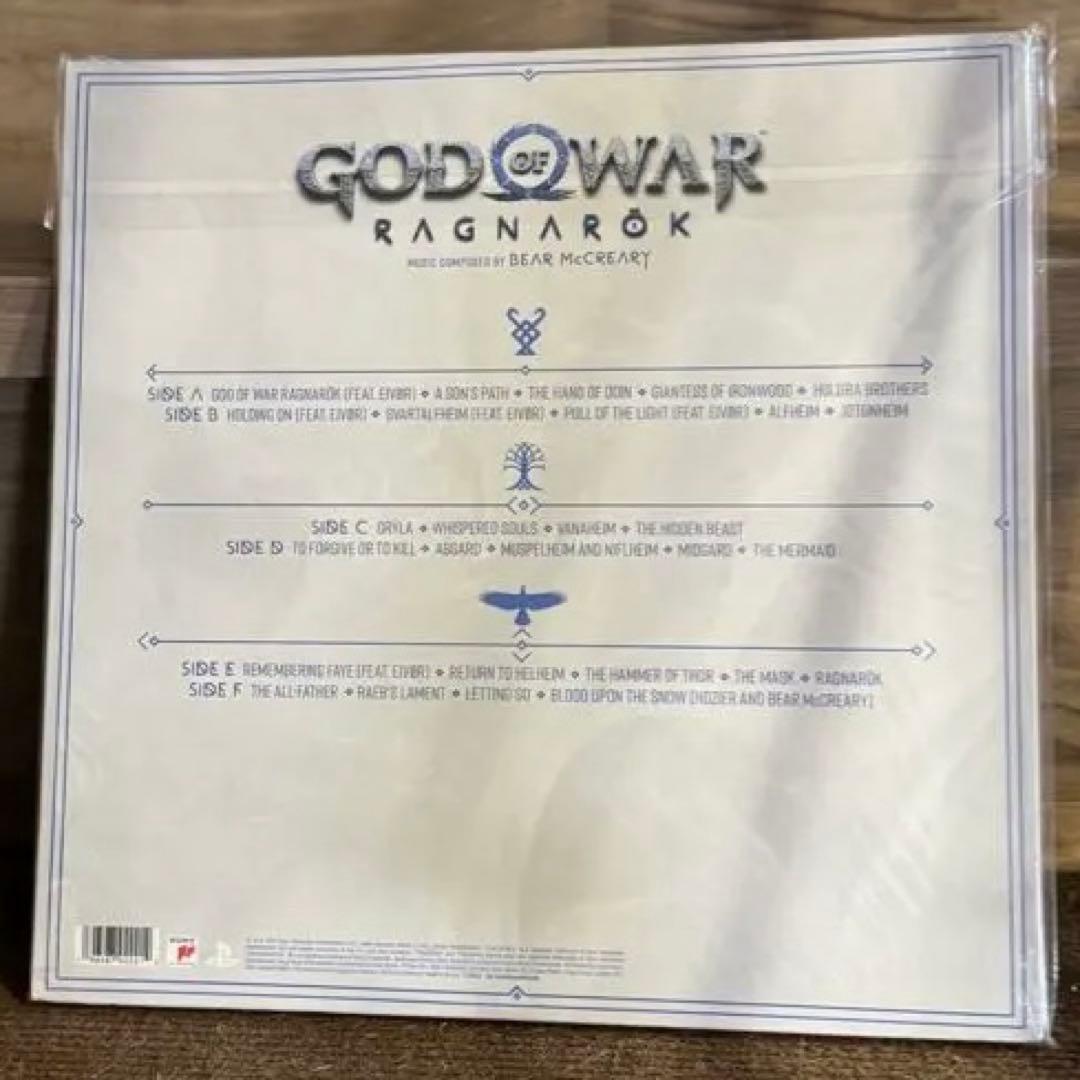 GOD OF WAR
RAGNARÖK
MUSIC COMPOSED BY BEAR McCREARY
SIDE A GOD OF WAR RAGNARÖK (FEAT. EIVØR) ◆ A SON'S PATH ◆ THE HAND OF ODIN ◆ GIANTESS OF IRONWOOD ◆ HULDRA BROTHERS
SIDE B HOLDING ON (FEAT. EIVØR) ◆ SVARTALFHEIM (FEAT. EIVØR) ◆ PULL OF THE LIGHT (FEAT. EIVØR) ◆ ALFHEIM ◆ JOTUNHEIM
SIDE C GRÝLA ◆ WHISPERED SOULS ◆ VANAHEIM ◆ THE HIDDEN BEAST
SIDE D TO FORGIVE OR TO KILL ◆ ASGARD ◆ MUSPELHEIM AND NIFLHEIM ◆ MIDGARD ◆ THE MERMAID
SIDE E REMEMBERING FAYE (FEAT. EIVØR) ◆ RETURN TO HELHEIM ◆ THE HAMMER OF THOR ◆ THE MASK ◆ RAGNARÖK
SIDE F THE ALL-FATHER ◆ RAEB'S LAMENT ◆ LETTING GO ◆ BLOOD UPON THE SNOW (HOZIER AND BEAR McCREARY)